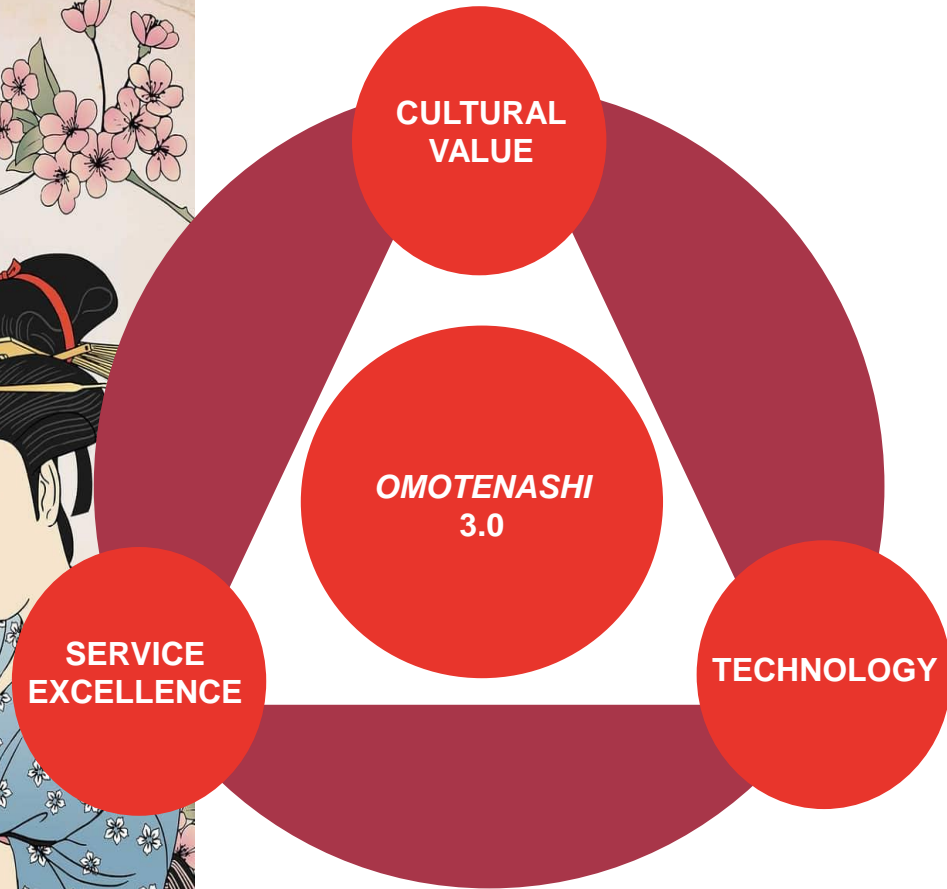 CULTURAL
VALUE
OMOTENASHI
3.0
SERVICE
EXCELLENCE
TECHNOLOGY